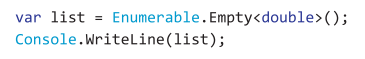 var list = Enumerable.Empty<double>();
Console.WriteLine(list);